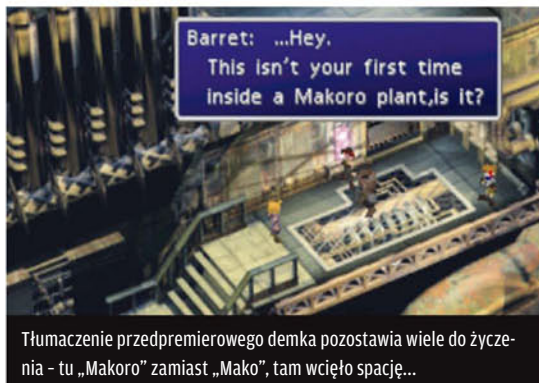 Barret: ...Hey.
This isn't your first time
inside a Makoro plant,is it?
Tłumaczenie przedpremierowego demka pozostawia wiele do życze-
nia – tu „Makoro” zamiast „Mako”, tam wcięło spację...